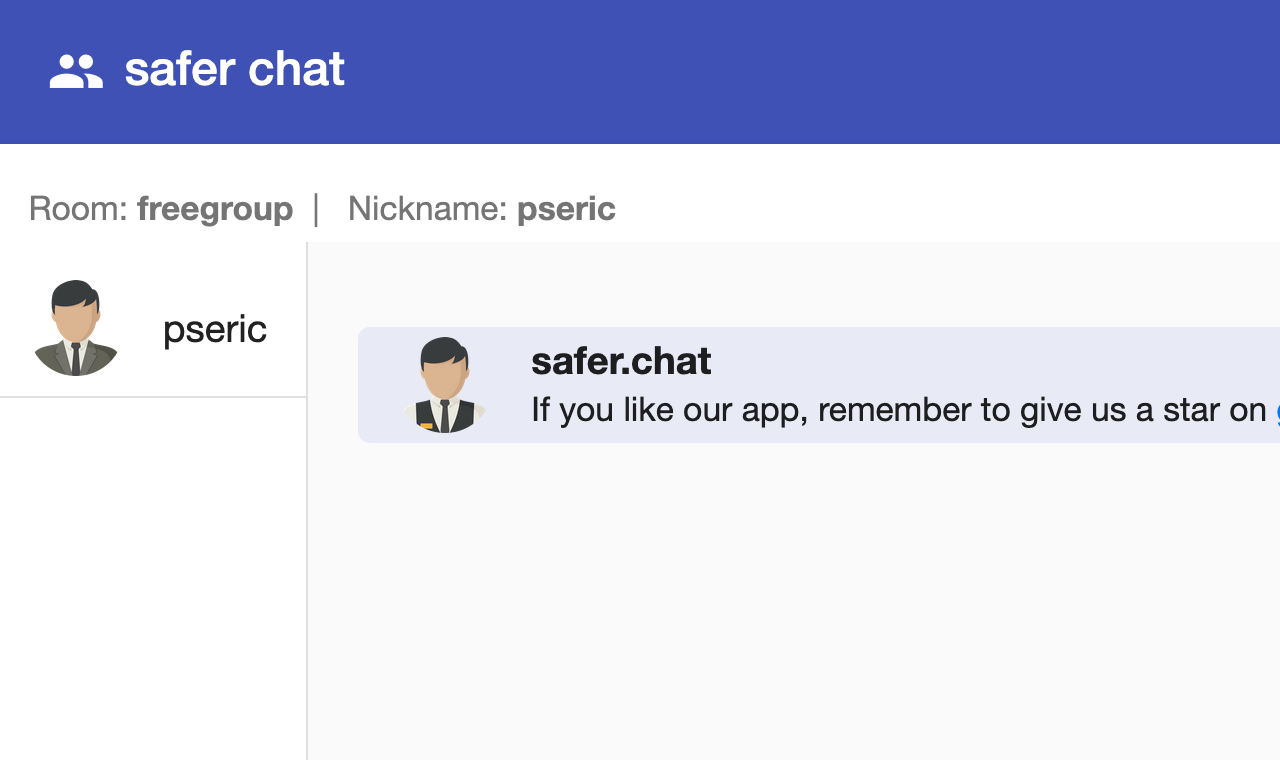 safer chat
Room: freegroup | Nickname: pseric
pseric
safer.chat
If you like our app, remember to give us a star on